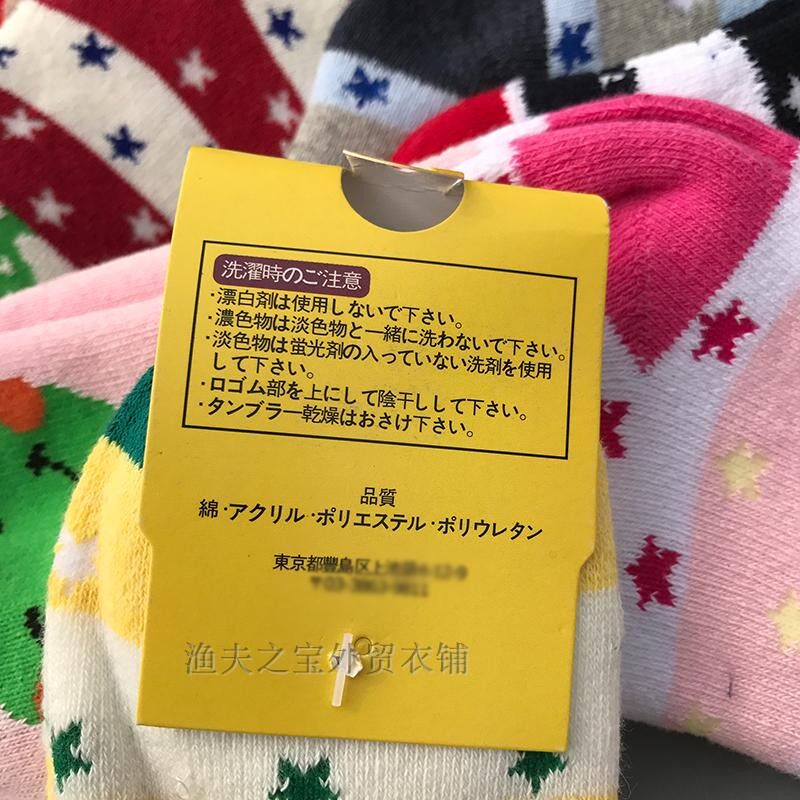 洗濯時のご注意
・漂白剤は使用しないで下さい。
・濃色物は淡色物と一緒に洗わないで下さい。
・淡色物は蛍光剤の入っていない洗剤を使用
して下さい。
・口ゴム部を上にして陰干しして下さい。
・タンブラー乾燥はおさけ下さい。
品質
綿・アクリル・ポリエステル・ポリウレタン
東京都豊島区上池袋
渔夫之宝外贸衣铺